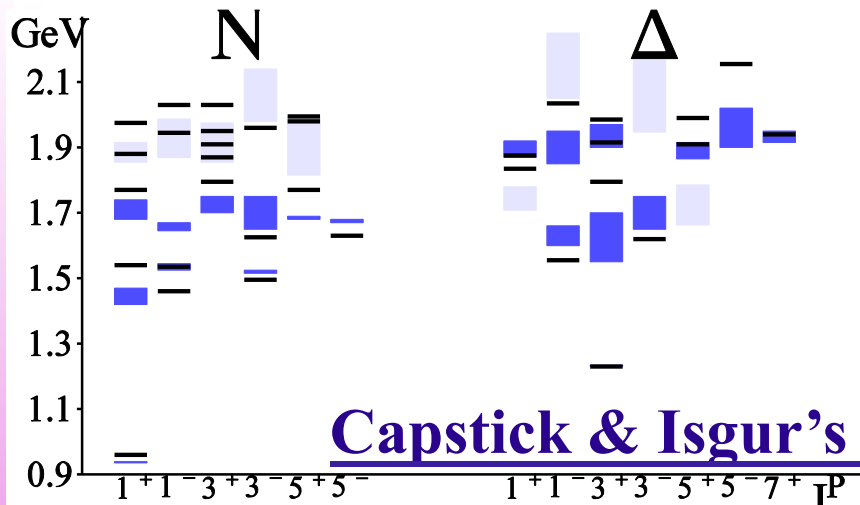 GeV N Δ
2.1
1.9
1.7
1.5
1.3
1.1
Capstick & Isgur's
0.9
1+ 1− 3+ 3− 5+ 5− 1+ 1− 3+ 3− 5+ 5− 7+
P